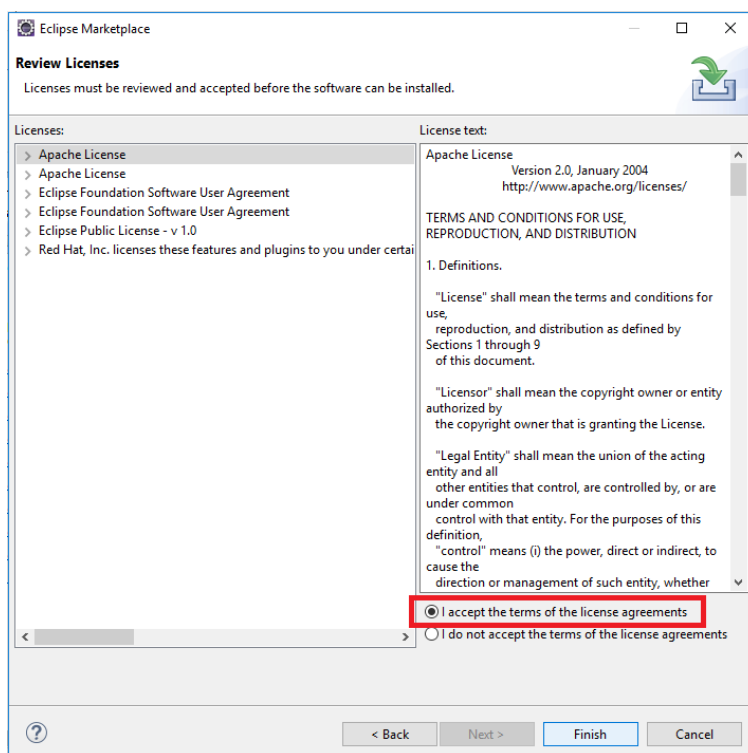 Eclipse Marketplace
Review Licenses
Licenses must be reviewed and accepted before the software can be installed.
Licenses:
Apache License
Apache License
Eclipse Foundation Software User Agreement
Eclipse Foundation Software User Agreement
Eclipse Public License - v 1.0
Red Hat, Inc. licenses these features and plugins to you under certai
License text:
Apache License
Version 2.0, January 2004
http://www.apache.org/licenses/
TERMS AND CONDITIONS FOR USE,
REPRODUCTION, AND DISTRIBUTION
1. Definitions.
"License" shall mean the terms and conditions for
use,
reproduction, and distribution as defined by
Sections 1 through 9
of this document.
"Licensor" shall mean the copyright owner or entity
authorized by
the copyright owner that is granting the License.
"Legal Entity" shall mean the union of the acting
entity and all
other entities that control, are controlled by, or are
under common
control with that entity. For the purposes of this
definition,
"control" means (i) the power, direct or indirect, to
cause the
direction or management of such entity, whether
I accept the terms of the license agreements
I do not accept the terms of the license agreements
? < Back Next > Finish Cancel